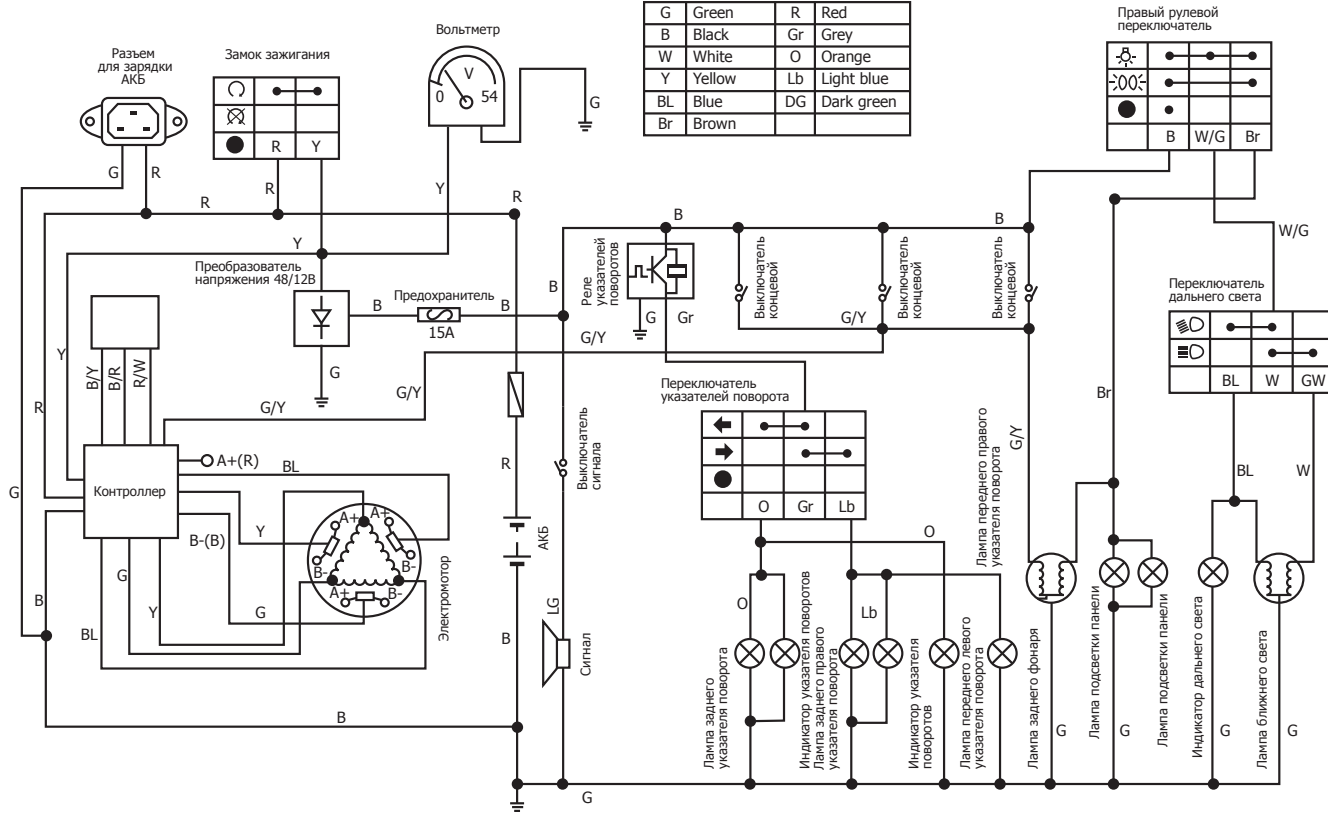 G Green R Red
B Black Gr Grey
W White O Orange
Y Yellow Lb Light blue
BL Blue DG Dark green
Br Brown
Разъем
для зарядки
АКБ
Замок зажигания
R Y
Вольтметр
V
0 54
G
Правый рулевой
переключатель
B W/G Br
G
R
R
R
Y
R
B
B
W/G
Y
Преобразователь
напряжения 48/12В
Предохранитель
15A
B
B
B
G
Реле
указателей
поворотов
G
Gr
Выключатель
концевой
Выключатель
концевой
Выключатель
концевой
G/Y
G/Y
Переключатель
дальнего света
BL W GW
Y
B/Y
B/R
R/W
R
G/Y
G/Y
Переключатель
указателей поворота
O Gr Lb
Br
G/Y
Контроллер
A+(R)
BL
Y
B-(B)
G
A+
A+
B-
B-
A+
B-
Электромотор
G
R
АКБ
Выключатель
сигнала
BL
W
O
B
BL
G
Y
G
B
LG
Сигнал
O
Lb
Лампа заднего
указателя поворота
Индикатор указателя поворотов
Лампа заднего правого
указателя поворота
Индикатор указателя
поворотов
Лампа переднего левого
указателя поворота
Лампа переднего правого
указателя поворота
Лампа заднего фонаря
G
Лампа подсветки панели
G
Лампа подсветки панели
Индикатор дальнего света
G
Лампа ближнего света
G
B
G